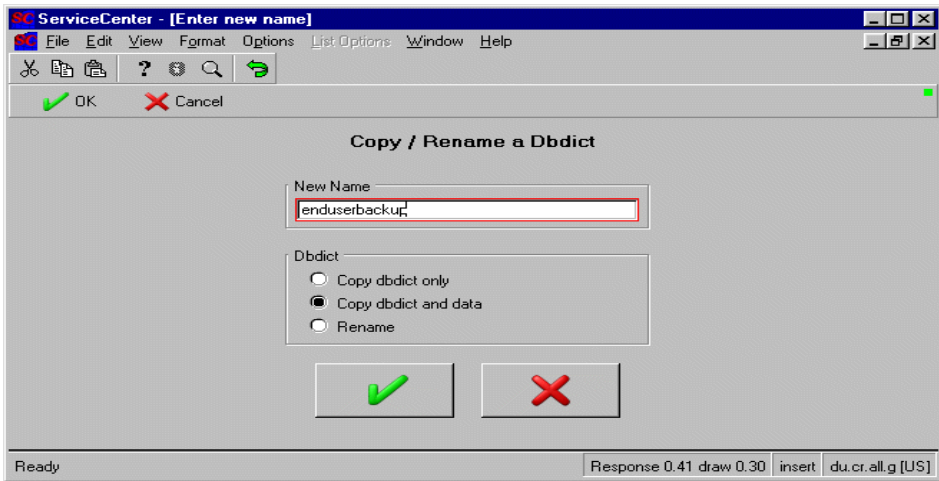 SC ServiceCenter - [Enter new name]
SC File Edit View Format Options List Options Window Help
?
OK Cancel
Copy / Rename a Dbdict
New Name
enduserbackup
Dbdict
Copy dbdict only
Copy dbdict and data
Rename
Ready Response 0.41 draw 0.30 insert du.cr.all.g [US]